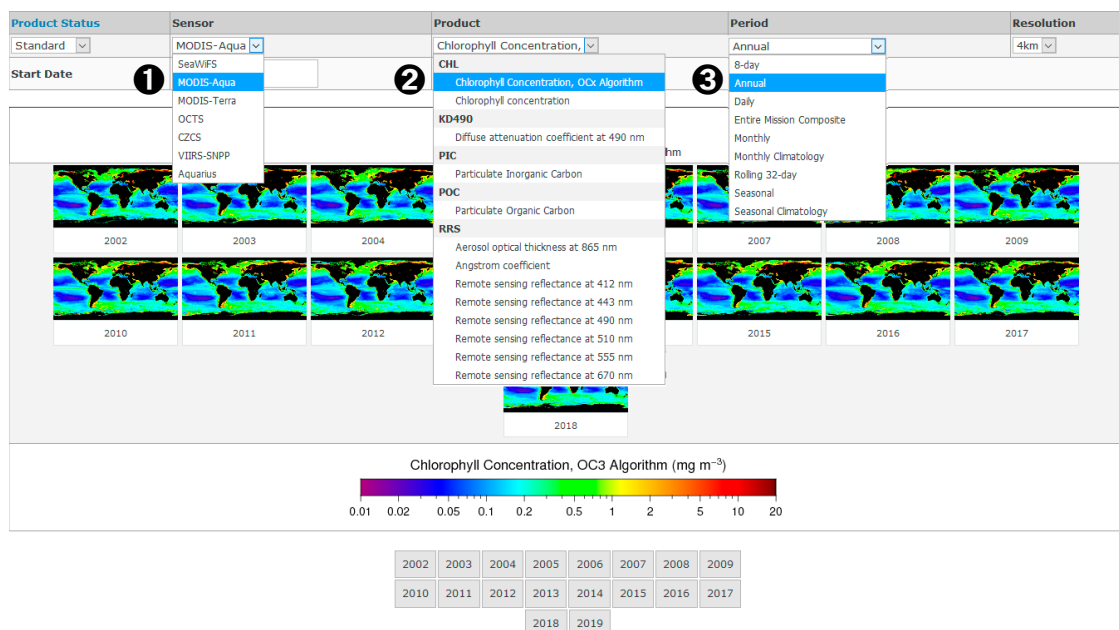 Product Status Sensor Product Period Resolution
Standard MODIS-Aqua Chlorophyll Concentration, Annual 4km
Start Date
❶
SeaWiFS
MODIS-Aqua
MODIS-Terra
OCTS
CZCS
VIIRS-SNPP
Aquarius
❷
CHL
Chlorophyll Concentration, OCx Algorithm
Chlorophyll concentration
KD490
Diffuse attenuation coefficient at 490 nm
PIC
Particulate Inorganic Carbon
POC
Particulate Organic Carbon
RRS
Aerosol optical thickness at 865 nm
Angstrom coefficient
Remote sensing reflectance at 412 nm
Remote sensing reflectance at 443 nm
Remote sensing reflectance at 490 nm
Remote sensing reflectance at 510 nm
Remote sensing reflectance at 555 nm
Remote sensing reflectance at 670 nm
hm
❸
8-day
Annual
Daily
Entire Mission Composite
Monthly
Monthly Climatology
Rolling 32-day
Seasonal
Seasonal Climatology
2002 2003 2004 2007 2008 2009
2010 2011 2012 2015 2016 2017
2018
Chlorophyll Concentration, OC3 Algorithm (mg m⁻³)
0.01 0.02 0.05 0.1 0.2 0.5 1 2 5 10 20
2002 2003 2004 2005 2006 2007 2008 2009
2010 2011 2012 2013 2014 2015 2016 2017
2018 2019